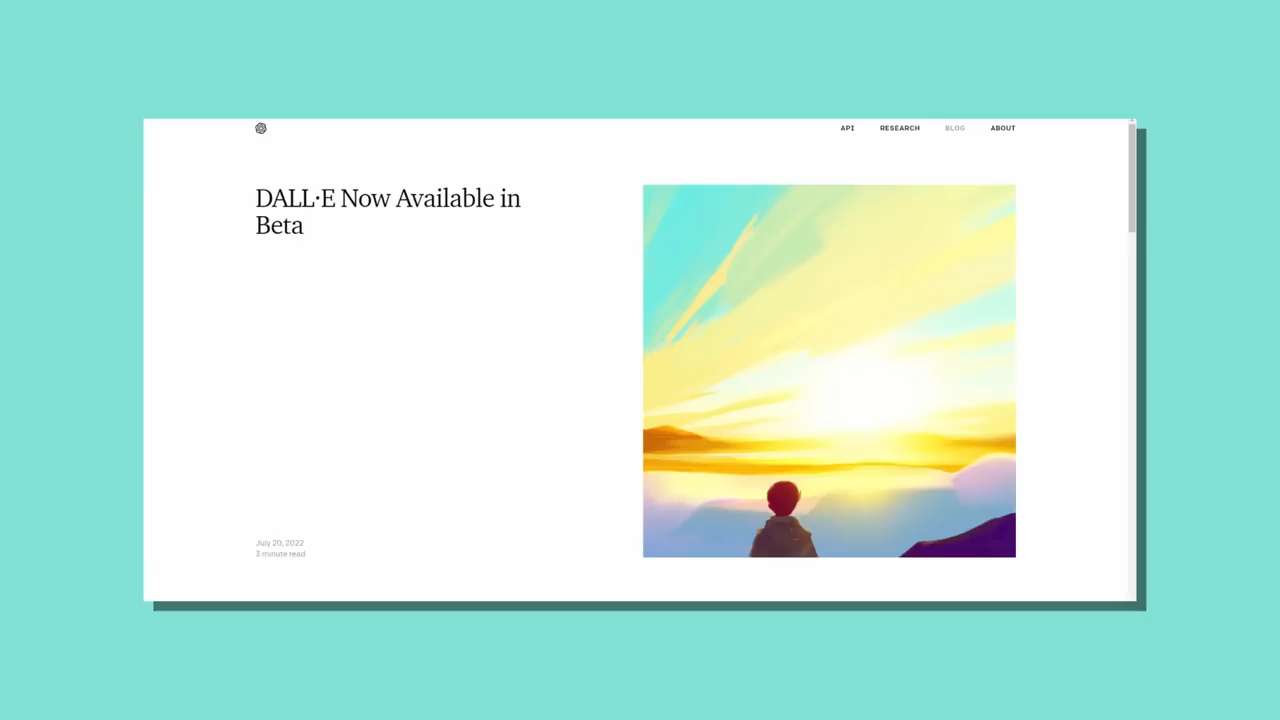 API RESEARCH BLOG ABOUT
DALL·E Now Available in
Beta
July 20, 2022
3 minute read